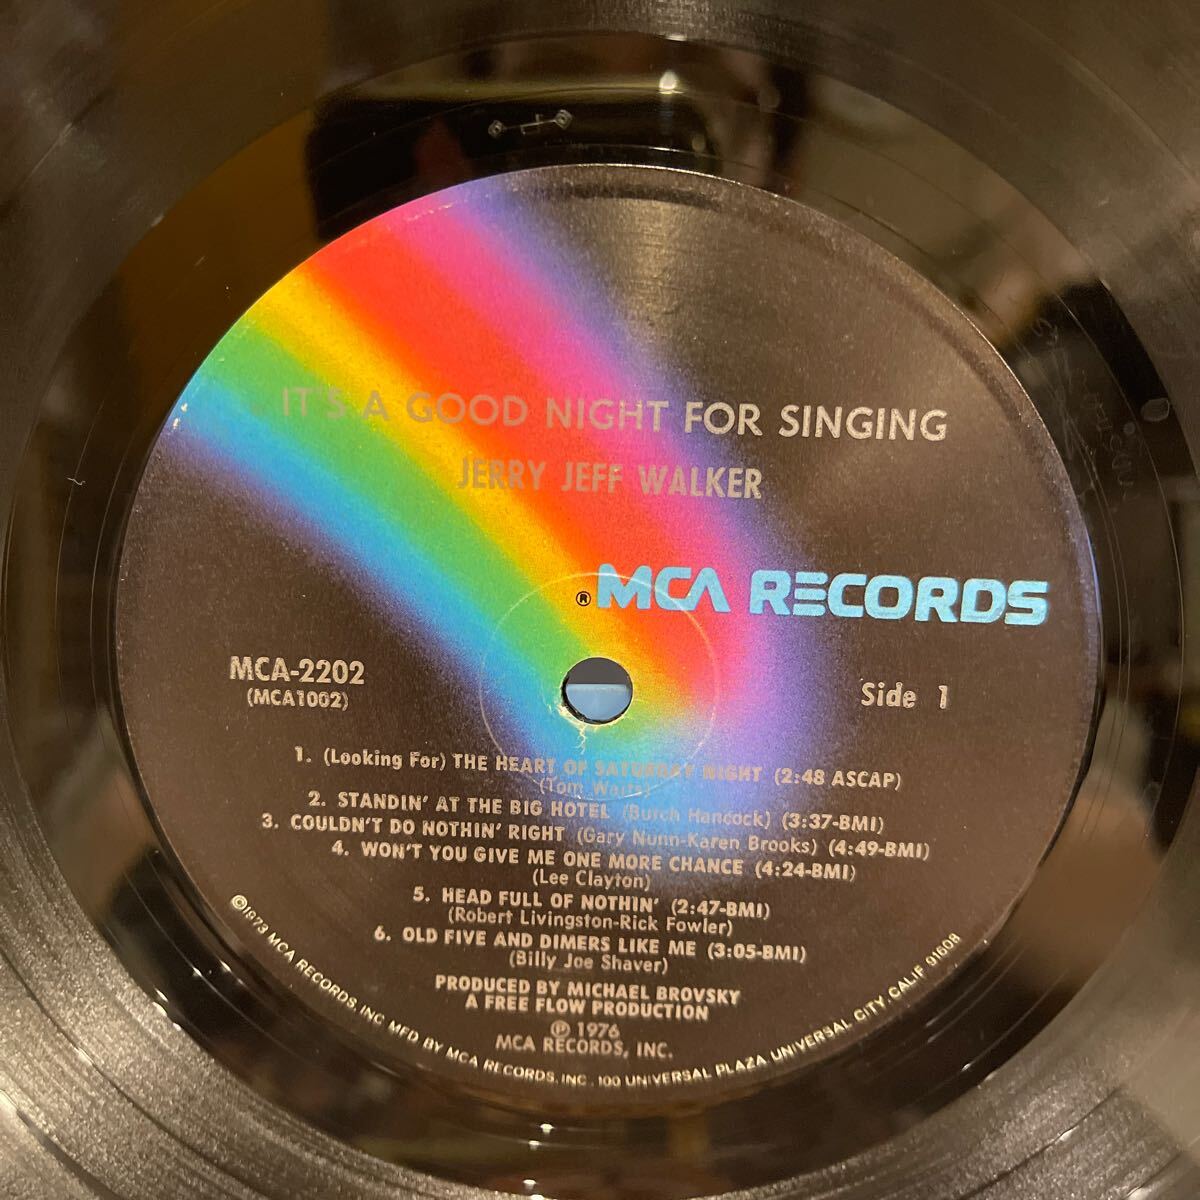 IT'S A GOOD NIGHT FOR SINGING
JERRY JEFF WALKER
® MCA RECORDS
MCA-2202
(MCA1002)
Side 1
1. (Looking For) THE HEART OF SATURDAY NIGHT (2:48 ASCAP)
(Tom Waits)
2. STANDIN' AT THE BIG HOTEL (Burch Hancock) (3:37-BMI)
3. COULDN'T DO NOTHIN' RIGHT (Gary Nunn-Karen Brooks) (4:49-BMI)
4. WON'T YOU GIVE ME ONE MORE CHANCE (4:24-BMI)
(Lee Clayton)
5. HEAD FULL OF NOTHIN' (2:47-BMI)
(Robert Livingston-Rick Fowler)
6. OLD FIVE AND DIMERS LIKE ME (3:05-BMI)
(Billy Joe Shaver)
PRODUCED BY MICHAEL BROVSKY
A FREE FLOW PRODUCTION
℗ 1976
MCA RECORDS, INC.
©1973 MCA RECORDS, INC. MFD BY MCA RECORDS, INC. 100 UNIVERSAL PLAZA UNIVERSAL CITY, CALIF 91608